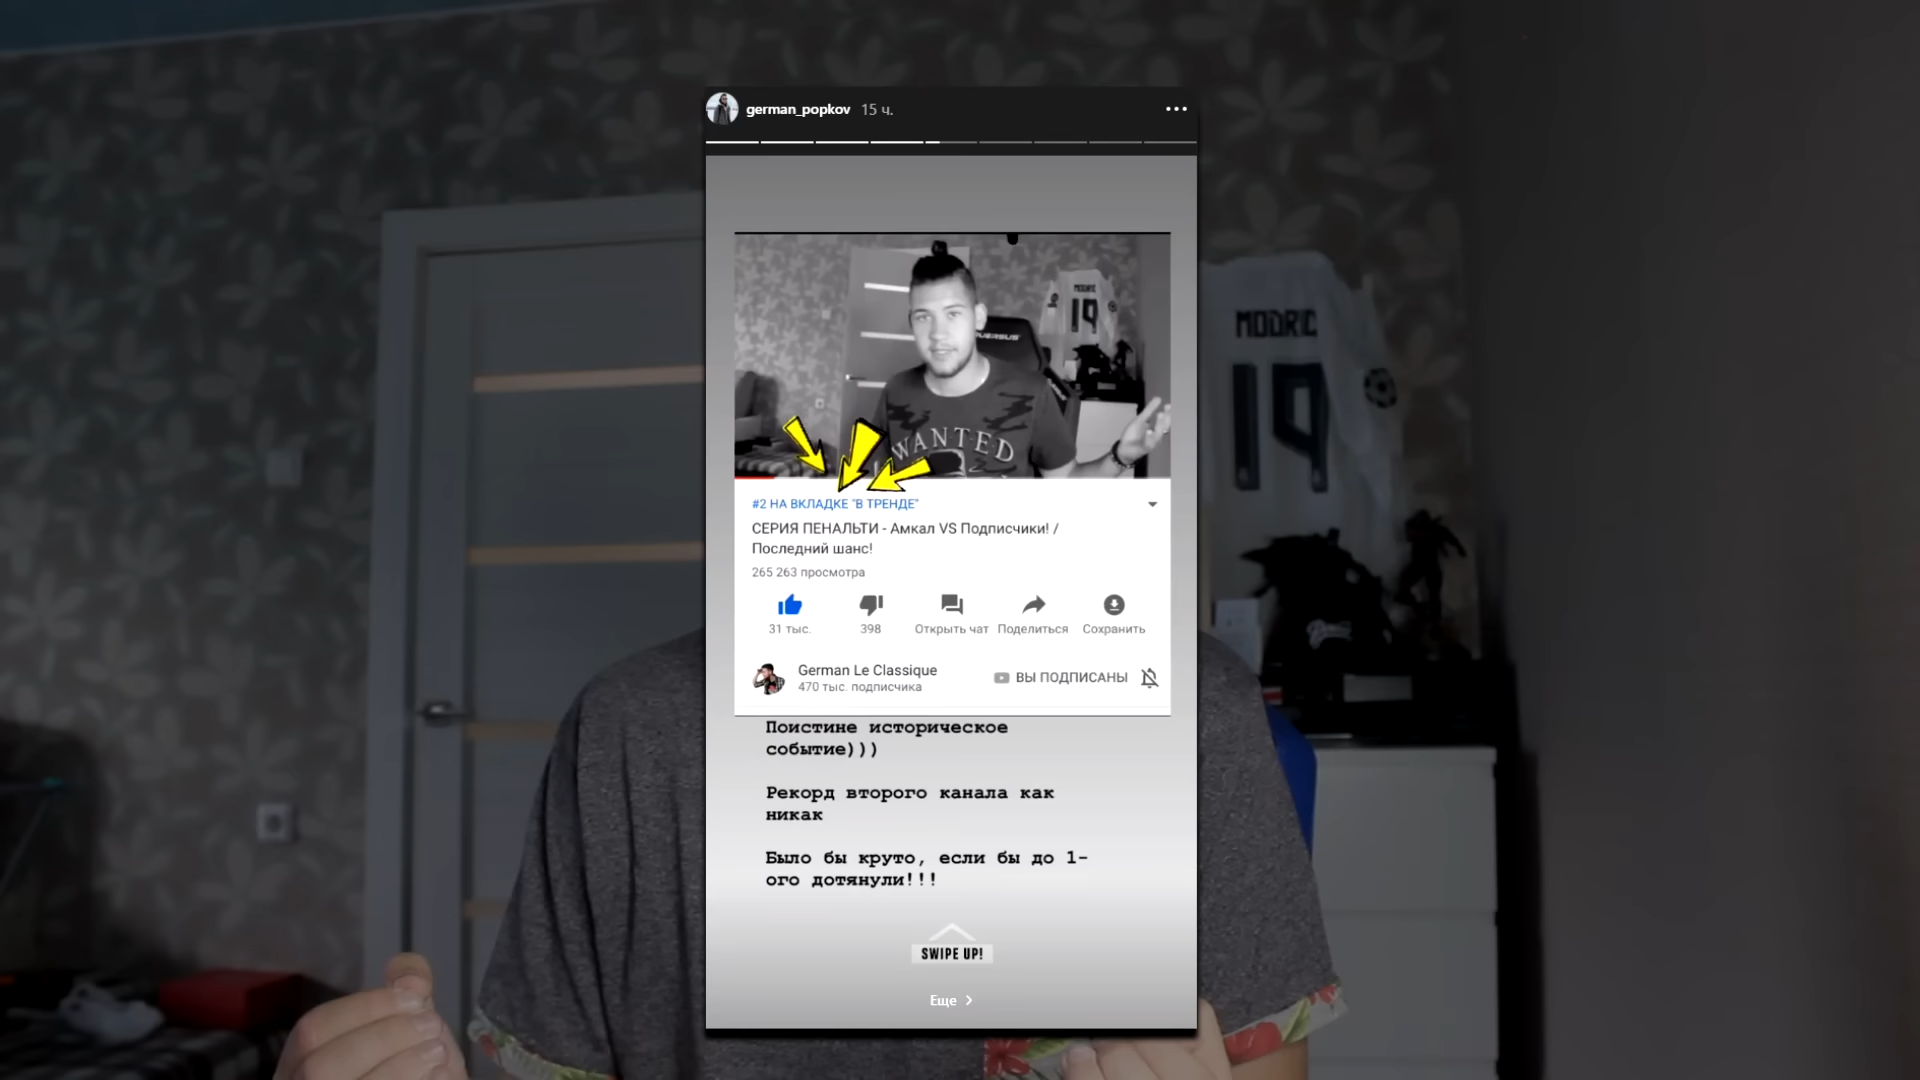 german_popkov 15 ч.
MODRIC
19
MODRIC
19
WANTED
#2 НА ВКЛАДКЕ "В ТРЕНДЕ"
СЕРИЯ ПЕНАЛЬТИ - Амкал VS Подписчики! /
Последний шанс!
265 263 просмотра
31 тыс. 398 Открыть чат Поделиться Сохранить
German Le Classique
470 тыс. подписчика
ВЫ ПОДПИСАНЫ
Поистине историческое
событие)))
Рекорд второго канала как
никак
Было бы круто, если бы до 1-
ого дотянули!!!
SWIPE UP!
Еще